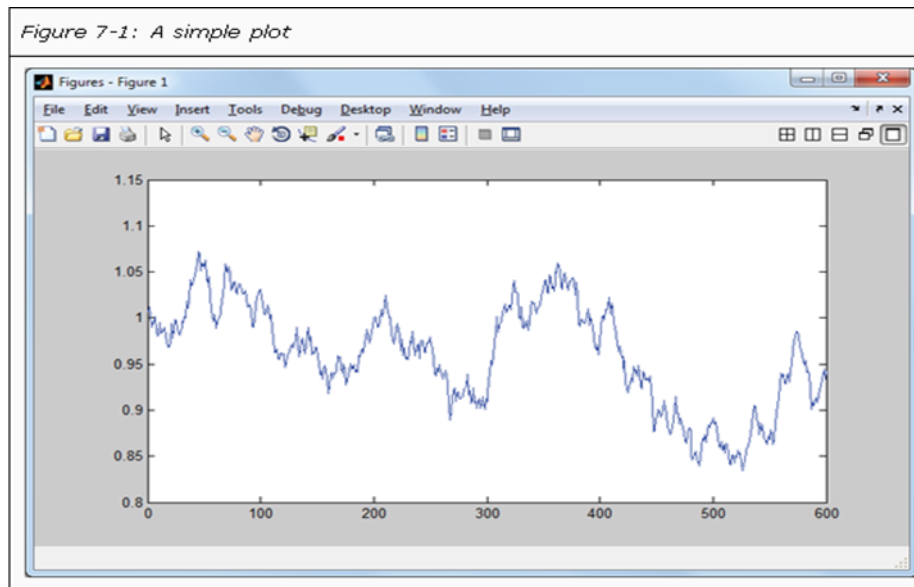 Figure 7-1: A simple plot
Figures - Figure 1
File Edit View Insert Tools Debug Desktop Window Help
1.15
1.1
1.05
1
0.95
0.9
0.85
0.8
0 100 200 300 400 500 600